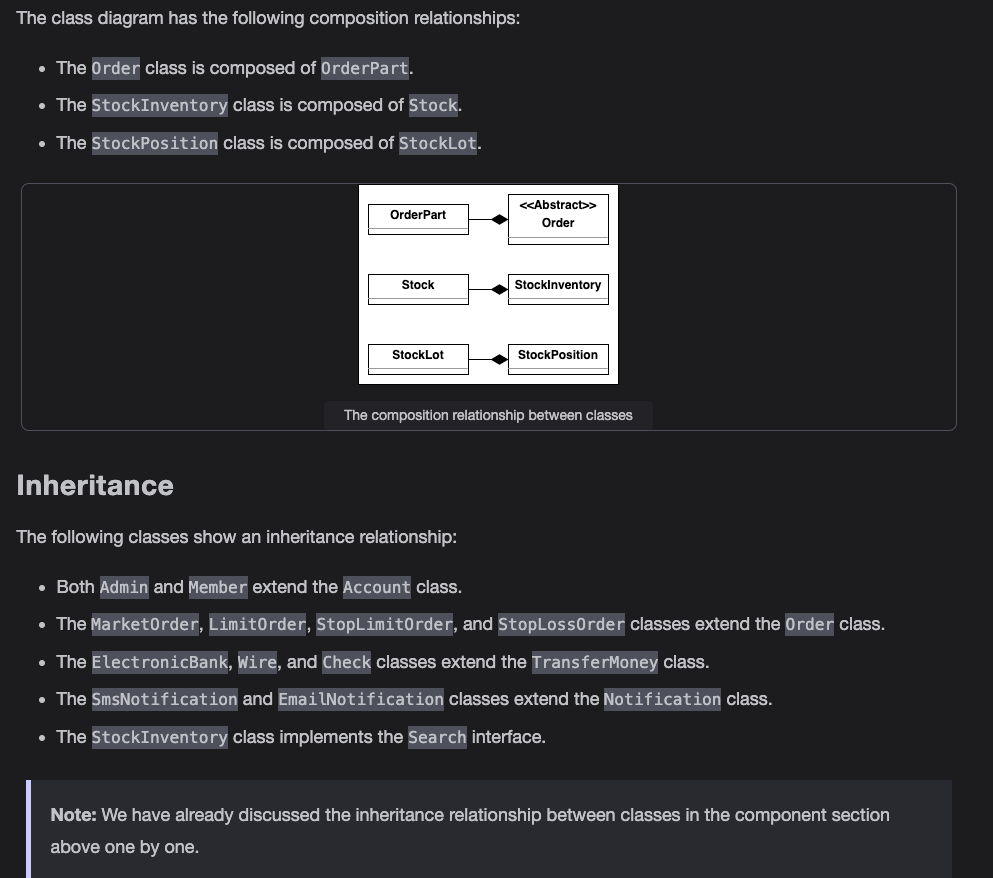 The class diagram has the following composition relationships:
• The Order class is composed of OrderPart.
• The StockInventory class is composed of Stock.
• The StockPosition class is composed of StockLot.
OrderPart
<<Abstract>>
Order
Stock
StockInventory
StockLot
StockPosition
The composition relationship between classes
Inheritance
The following classes show an inheritance relationship:
• Both Admin and Member extend the Account class.
• The MarketOrder, LimitOrder, StopLimitOrder, and StopLossOrder classes extend the Order class.
• The ElectronicBank, Wire, and Check classes extend the TransferMoney class.
• The SmsNotification and EmailNotification classes extend the Notification class.
• The StockInventory class implements the Search interface.
Note: We have already discussed the inheritance relationship between classes in the component section
above one by one.